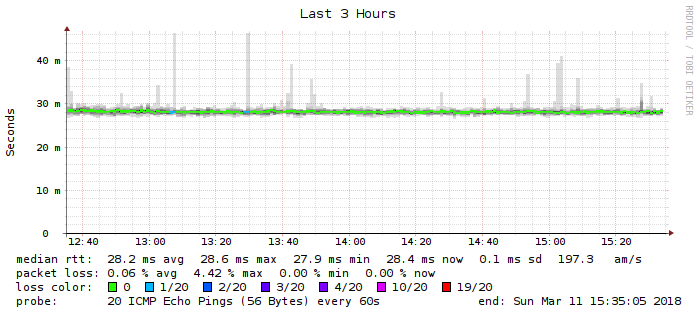 Last 3 Hours
RRDTOOL / TOBI OETIKER
Seconds
40 m
30 m
20 m
10 m
0
12:40 13:00 13:20 13:40 14:00 14:20 14:40 15:00 15:20
median rtt: 28.2 ms avg 28.6 ms max 27.9 ms min 28.4 ms now 0.1 ms sd 197.3 am/s
packet loss: 0.06 % avg 4.42 % max 0.00 % min 0.00 % now
loss color: 0 1/20 2/20 3/20 4/20 10/20 19/20
probe: 20 ICMP Echo Pings (56 Bytes) every 60s end: Sun Mar 11 15:35:05 2018